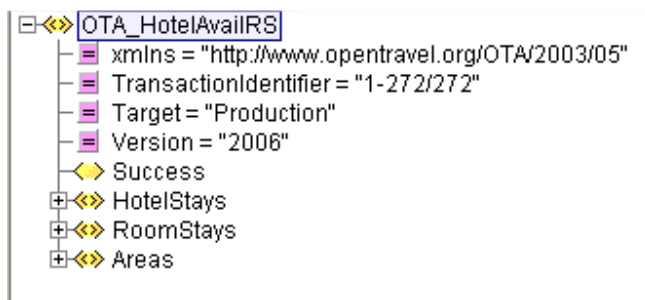 OTA_HotelAvailRS
xmlns = "http://www.opentravel.org/OTA/2003/05"
TransactionIdentifier = "1-272/272"
Target = "Production"
Version = "2006"
Success
HotelStays
RoomStays
Areas